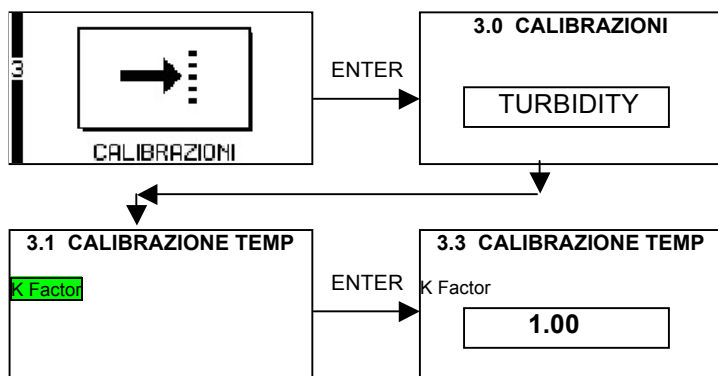 3
CALIBRAZIONI
ENTER
3.0 CALIBRAZIONI
TURBIDITY
3.1 CALIBRAZIONE TEMP
K Factor
ENTER
3.3 CALIBRAZIONE TEMP
K Factor
1.00